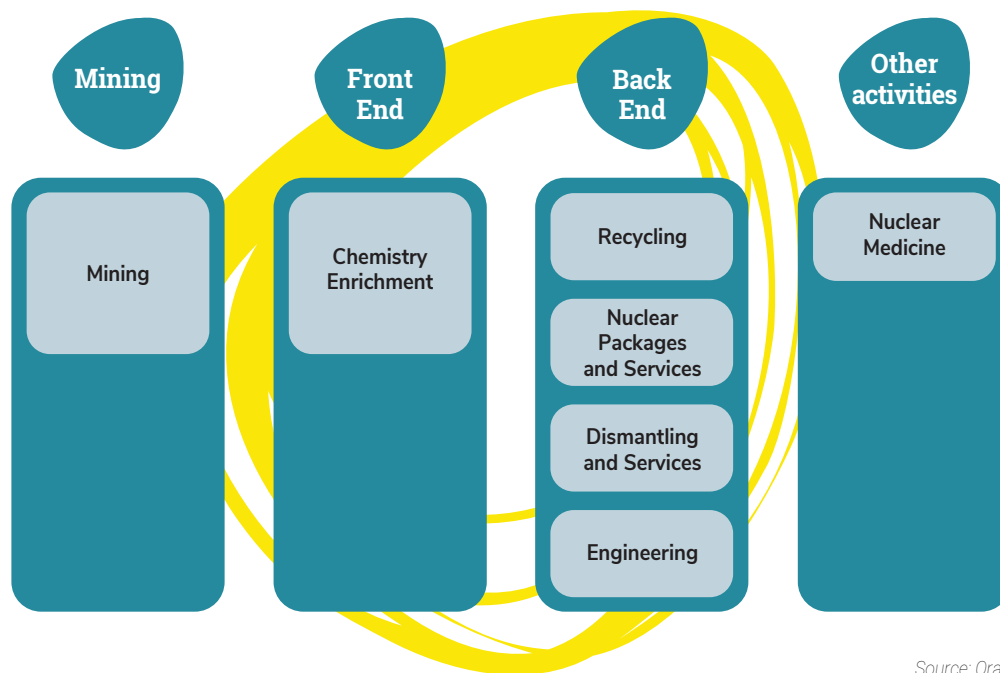 Mining
Front
End
Back
End
Other
activities
Mining
Chemistry
Enrichment
Recycling
Nuclear
Packages
and Services
Dismantling
and Services
Engineering
Nuclear
Medicine
Source: